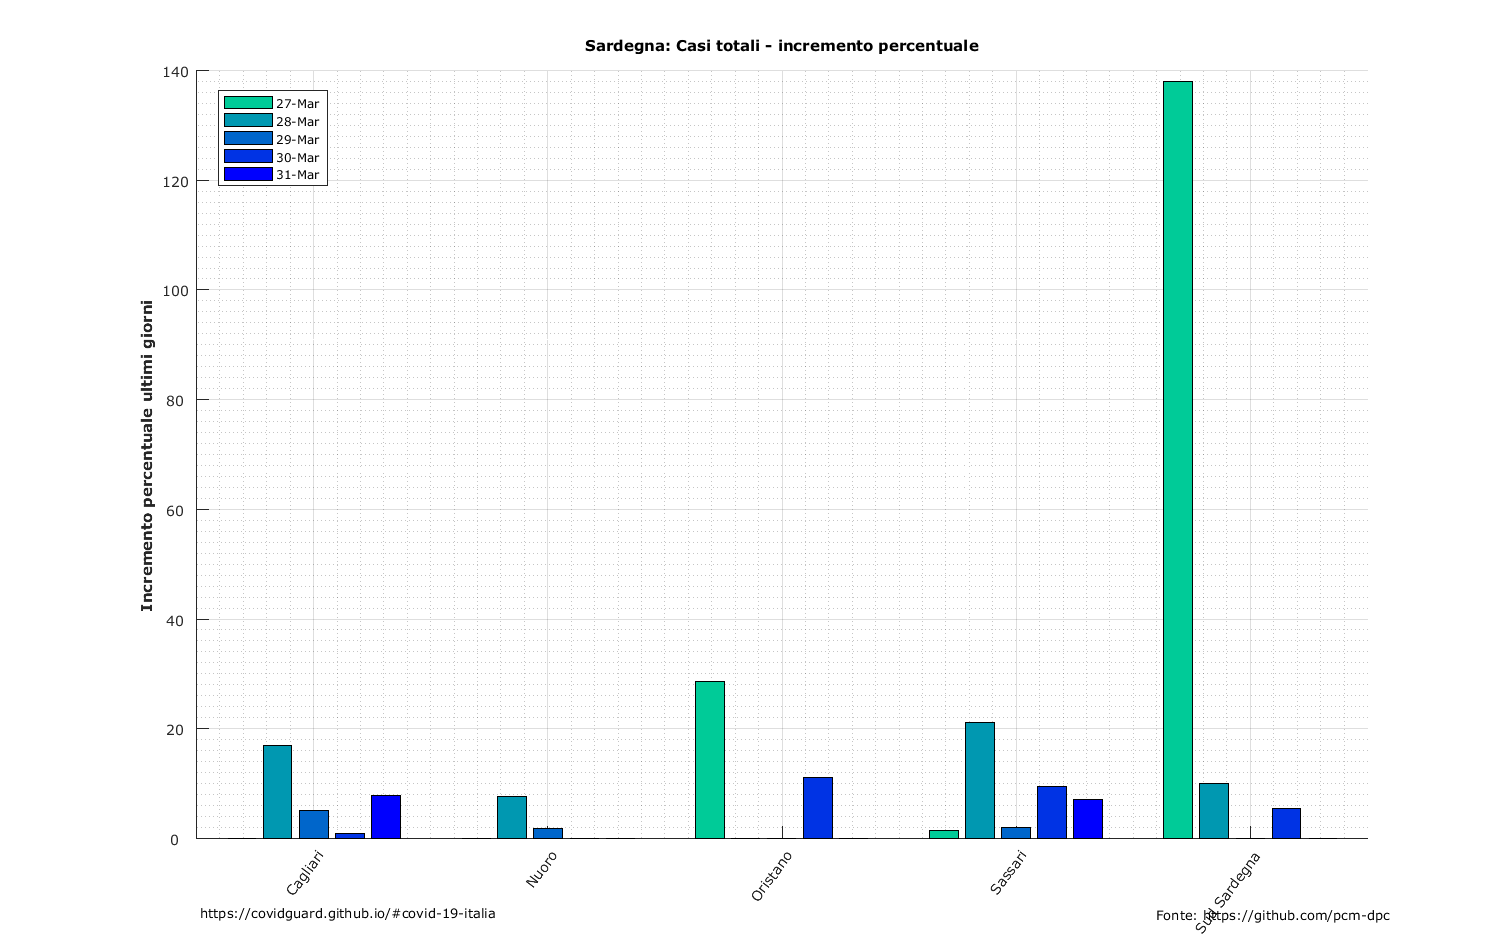 Sardegna: Casi totali - incremento percentuale
140
120
100
80
60
40
20
0
Incremento percentuale ultimi giorni
27-Mar
28-Mar
29-Mar
30-Mar
31-Mar
Cagliari
Nuoro
Oristano
Sassari
Sud Sardegna
https://covidguard.github.io/#covid-19-italia
Fonte: https://github.com/pcm-dpc